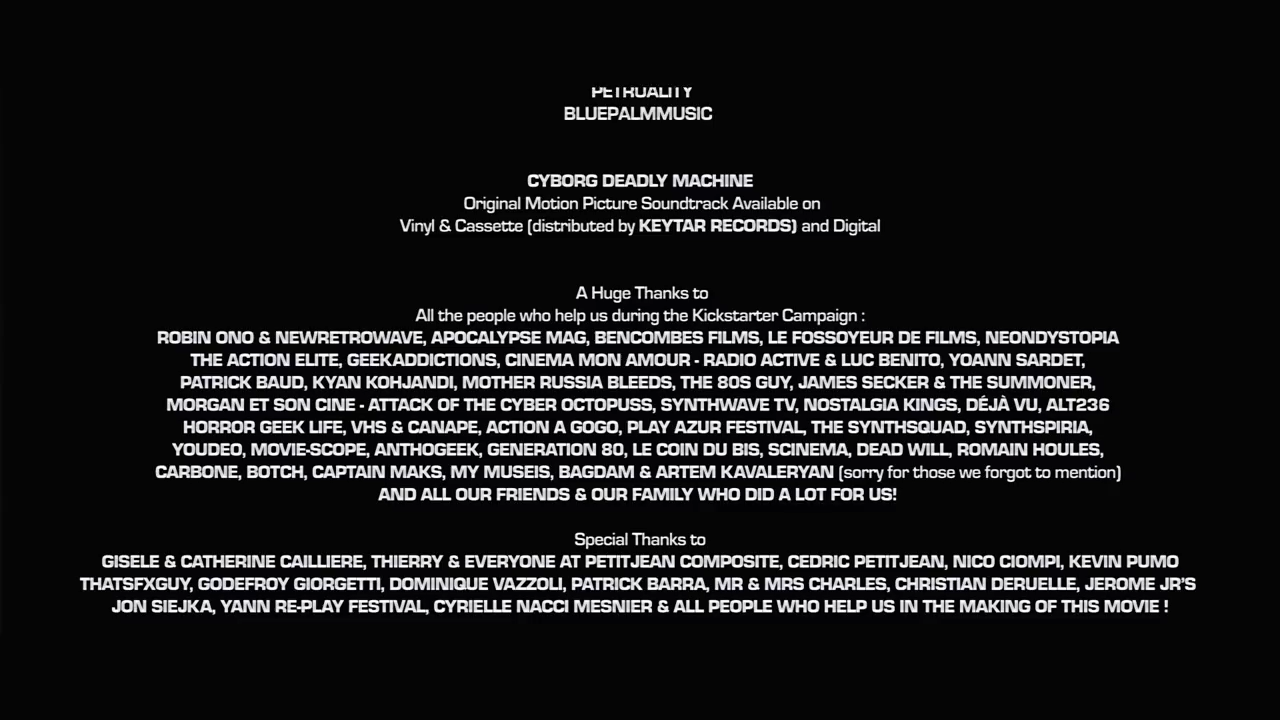 PETROALITY
BLUEPALMMUSIC
CYBORG DEADLY MACHINE
Original Motion Picture Soundtrack Available on
Vinyl & Cassette (distributed by KEYTAR RECORDS) and Digital
A Huge Thanks to
All the people who help us during the Kickstarter Campaign :
ROBIN ONO & NEWRETROWAVE, APOCALYPSE MAG, BENCOMBES FILMS, LE FOSSOYEUR DE FILMS, NEONDYSTOPIA
THE ACTION ELITE, GEEKADDICTIONS, CINEMA MON AMOUR - RADIO ACTIVE & LUC BENITO, YOANN SARDET,
PATRICK BAUD, KYAN KOHJANDI, MOTHER RUSSIA BLEEDS, THE 80S GUY, JAMES SECKER & THE SUMMONER,
MORGAN ET SON CINE - ATTACK OF THE CYBER OCTOPUSS, SYNTHWAVE TV, NOSTALGIA KINGS, DÉJÀ VU, ALT236
HORROR GEEK LIFE, VHS & CANAPE, ACTION A GOGO, PLAY AZUR FESTIVAL, THE SYNTHSQUAD, SYNTHSPIRIA,
YOUDEO, MOVIE-SCOPE, ANTHOGEEK, GENERATION 80, LE COIN DU BIS, SCINEMA, DEAD WILL, ROMAIN HOULES,
CARBONE, BOTCH, CAPTAIN MAKS, MY MUSEIS, BAGDAM & ARTEM KAVALERYAN (sorry for those we forgot to mention)
AND ALL OUR FRIENDS & OUR FAMILY WHO DID A LOT FOR US!
Special Thanks to
GISELE & CATHERINE CAILLIERE, THIERRY & EVERYONE AT PETITJEAN COMPOSITE, CEDRIC PETITJEAN, NICO CIOMPI, KEVIN PUMO
THATSFXGUY, GODEFROY GIORGETTI, DOMINIQUE VAZZOLI, PATRICK BARRA, MR & MRS CHARLES, CHRISTIAN DERUELLE, JEROME JR'S
JON SIEJKA, YANN RE-PLAY FESTIVAL, CYRIELLE NACCI MESNIER & ALL PEOPLE WHO HELP US IN THE MAKING OF THIS MOVIE !